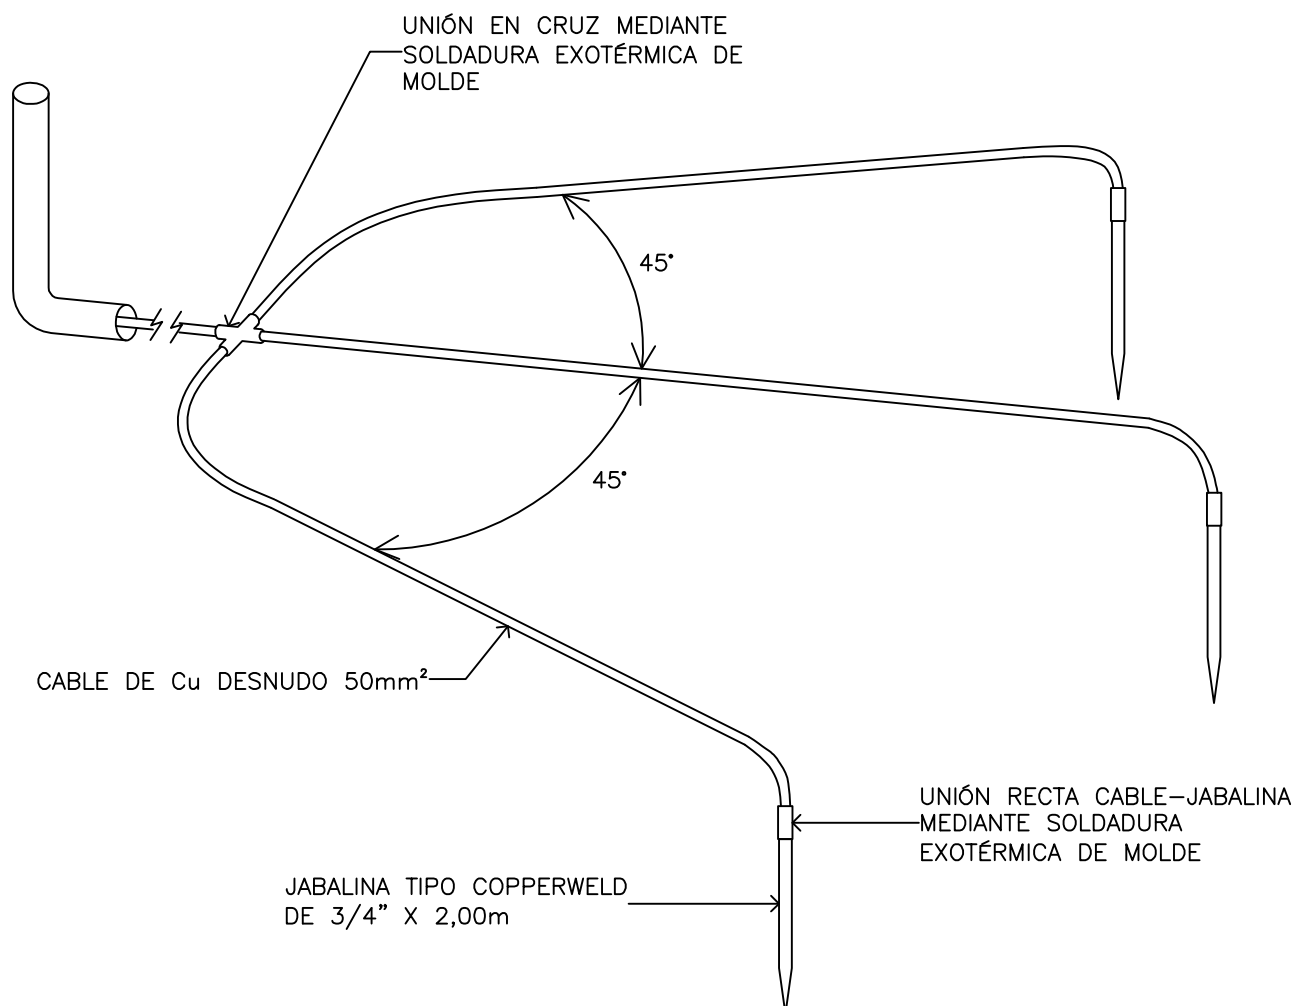 UNIÓN EN CRUZ MEDIANTE
SOLDADURA EXOTÉRMICA DE
MOLDE
45°
45°
CABLE DE Cu DESNUDO 50mm²
UNIÓN RECTA CABLE-JABALINA
MEDIANTE SOLDADURA
EXOTÉRMICA DE MOLDE
JABALINA TIPO COPPERWELD
DE 3/4" X 2,00m